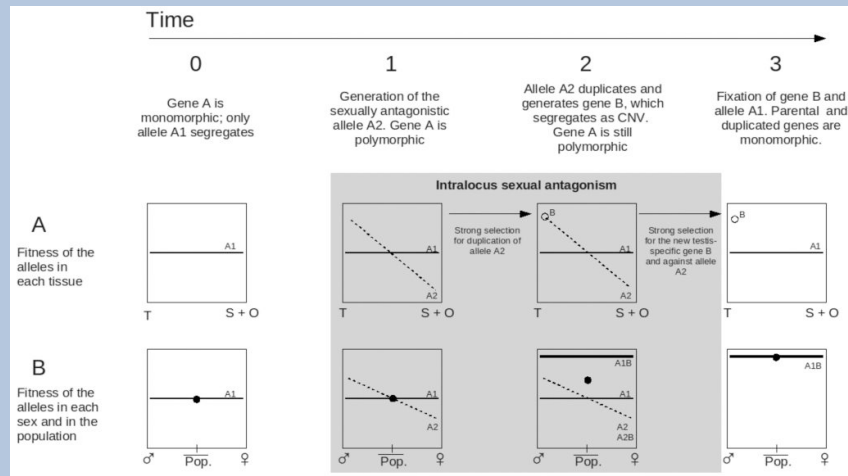 Time
0
1
2
3
Gene A is
monomorphic; only
allele A1 segregates
Generation of the
sexually antagonistic
allele A2. Gene A is
polymorphic
Allele A2 duplicates and
generates gene B, which
segregates as CNV.
Gene A is still
polymorphic
Fixation of gene B and
allele A1. Parental and
duplicated genes are
monomorphic.
Intralocus sexual antagonism
A
Fitness of the
alleles in
each tissue
A1
T
S + O
A1
A2
T
S + O
Strong selection
for duplication of
allele A2
B
A1
A2
T
S + O
Strong selection
for the new testis-
specific gene B
and against allele
A2
B
A1
T
S + O
B
Fitness of the
alleles in each
sex and in the
population
A1
♂ Pop. ♀
A1
A2
♂ Pop. ♀
A1B
A1
A2
A2B
♂ Pop. ♀
A1B
♂ Pop. ♀